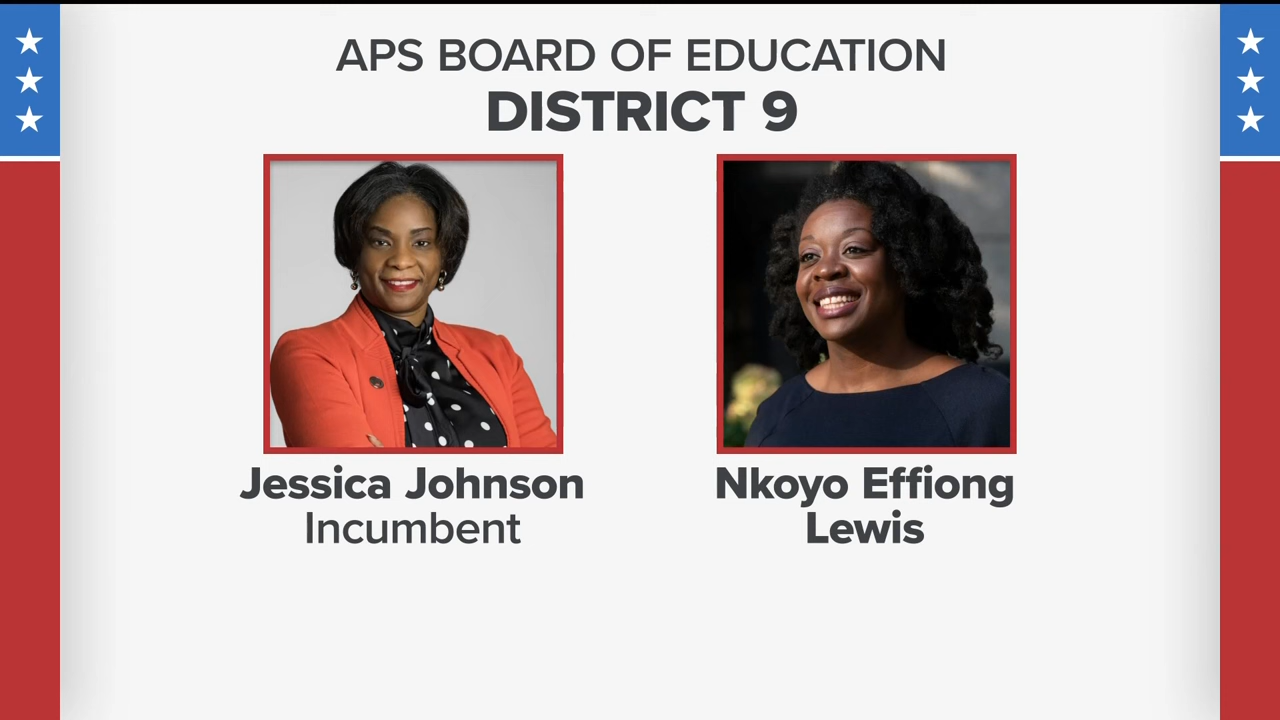 APS BOARD OF EDUCATION
DISTRICT 9
Jessica Johnson
Incumbent
Nkoyo Effiong
Lewis